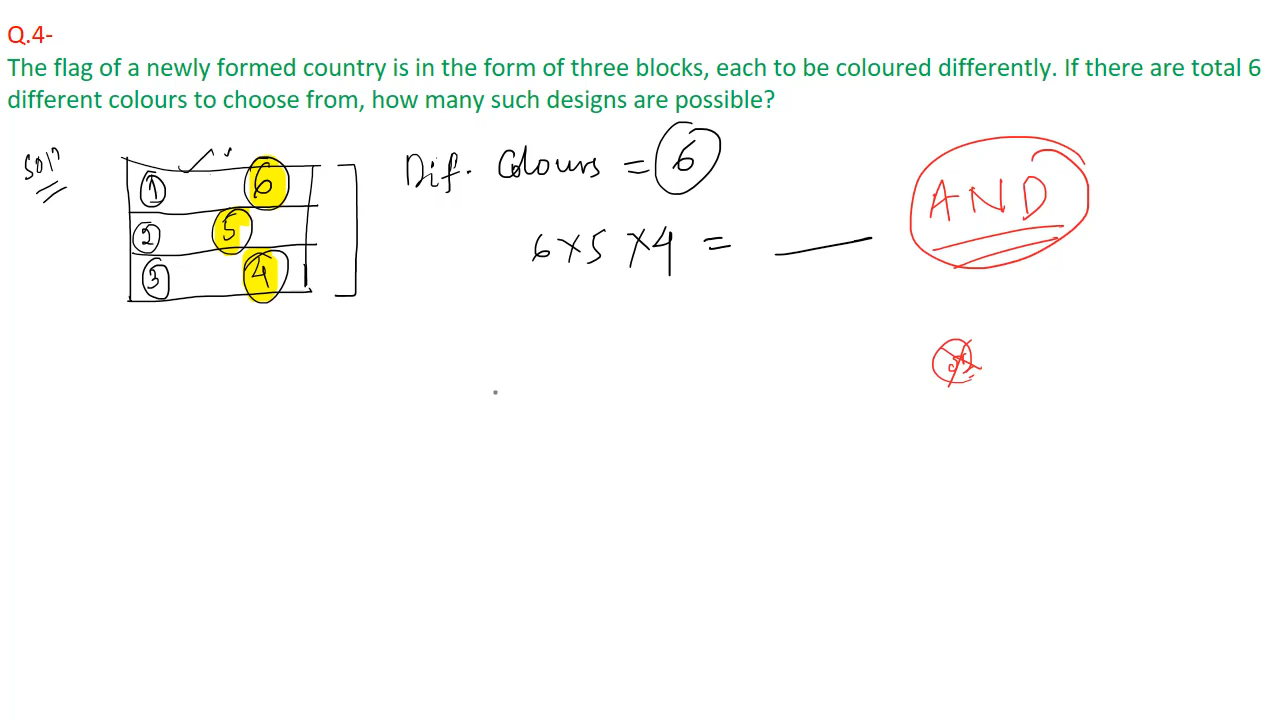 Q.4-
The flag of a newly formed country is in the form of three blocks, each to be coloured differently. If there are total 6
different colours to choose from, how many such designs are possible?
Soln
1 6
2 5
3 4
Dif. Colours = 6
6 × 5 × 4 =
AND